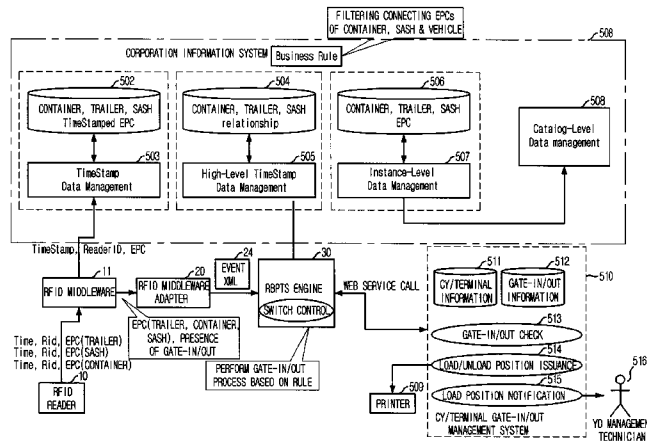 FILTERING CONNECTING EPCs
OF CONTAINER, SASH & VEHICLE
508
CORPORATION INFORMATION SYSTEM
Business Rule
502
CONTAINER, TRAILER, SASH
TimeStamped EPC
503
TimeStamp
Data Management
504
CONTAINER, TRAILER, SASH
relationship
505
High-Level TimeStamp
Data Management
506
CONTAINER, TRAILER, SASH
EPC
507
Instance-Level
Data Management
508
Catalog-Level
Data management
TimeStamp, ReaderID, EPC
11
RFID MIDDLEWARE
20
RFID MIDDLEWARE
ADAPTER
24
EVENT
XML
30
RBPTS ENGINE
SWITCH CONTROL
WEB SERVICE CALL
EPC(TRAILER, CONTAINER,
SASH), PRESENCE
OF GATE-IN/OUT
PERFORM GATE-IN/OUT
PROCESS BASED ON RULE
Time, Rid, EPC(TRAILER)
Time, Rid, EPC(SASH)
Time, Rid, EPC(CONTAINER)
10
RFID
READER
510
511
CY/TERMINAL
INFORMATION
512
GATE-IN/OUT
INFORMATION
513
GATE-IN/OUT CHECK
514
LOAD/UNLOAD POSITION ISSUANCE
515
LOAD POSITION NOTIFICATION
509
PRINTER
CY/TERMINAL GATE-IN/OUT
MANAGEMENT SYSTEM
516
YD MANAGEMENT
TECHNICIAN